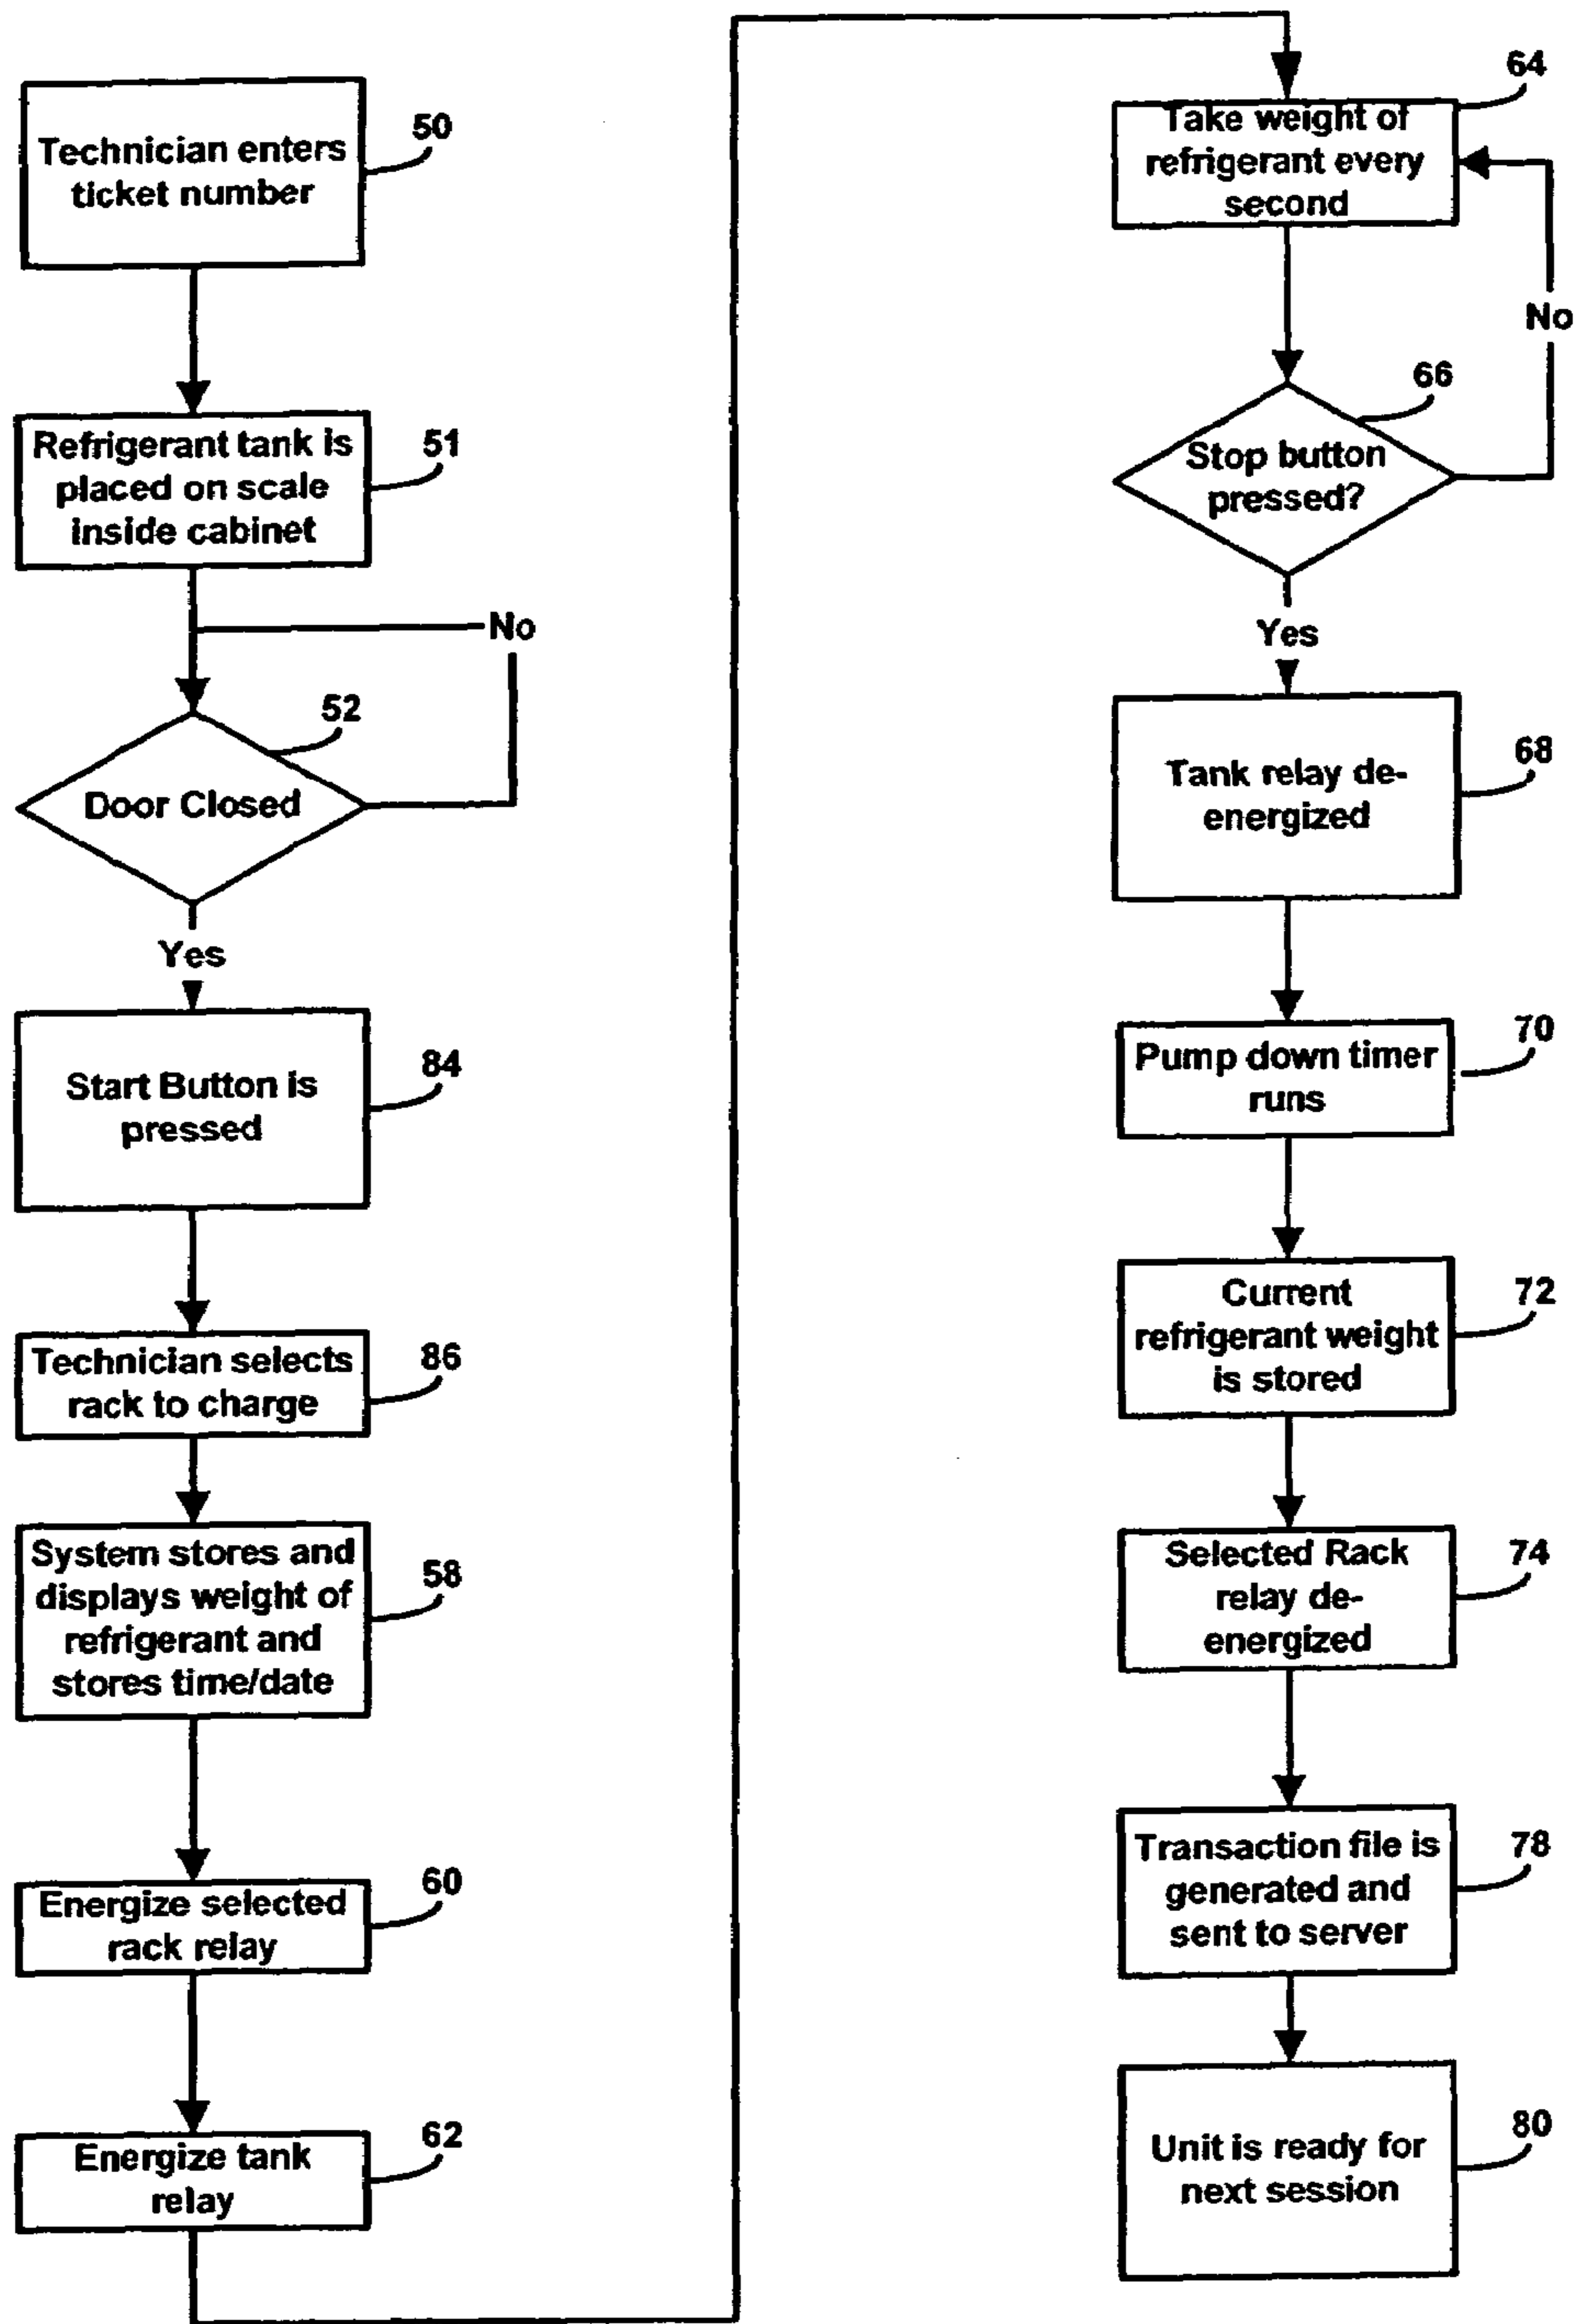 Technician enters
ticket number
50
Refrigerant tank is
placed on scale
inside cabinet
51
No
52
Door Closed
Yes
Start Button is
pressed
84
Technician selects
rack to charge
86
System stores and
displays weight of
refrigerant and
stores time/date
58
Energize selected
rack relay
60
Energize tank
relay
62
64
Take weight of
refrigerant every
second
No
66
Stop button
pressed?
Yes
Tank relay de-
energized
68
Pump down timer
runs
70
Current
refrigerant weight
is stored
72
Selected Rack
relay de-
energized
74
Transaction file is
generated and
sent to server
78
Unit is ready for
next session
80